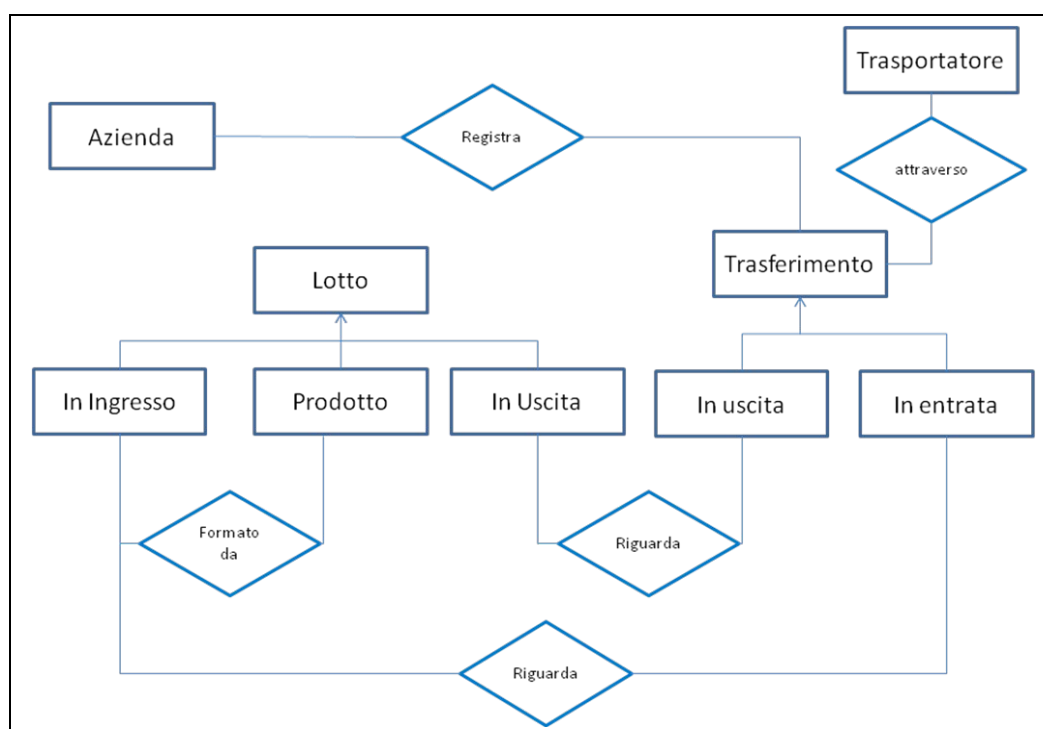 Trasportatore
Azienda
Registra
attraverso
Trasferimento
Lotto
In Ingresso
Prodotto
In Uscita
In uscita
In entrata
Formato
da
Riguarda
Riguarda